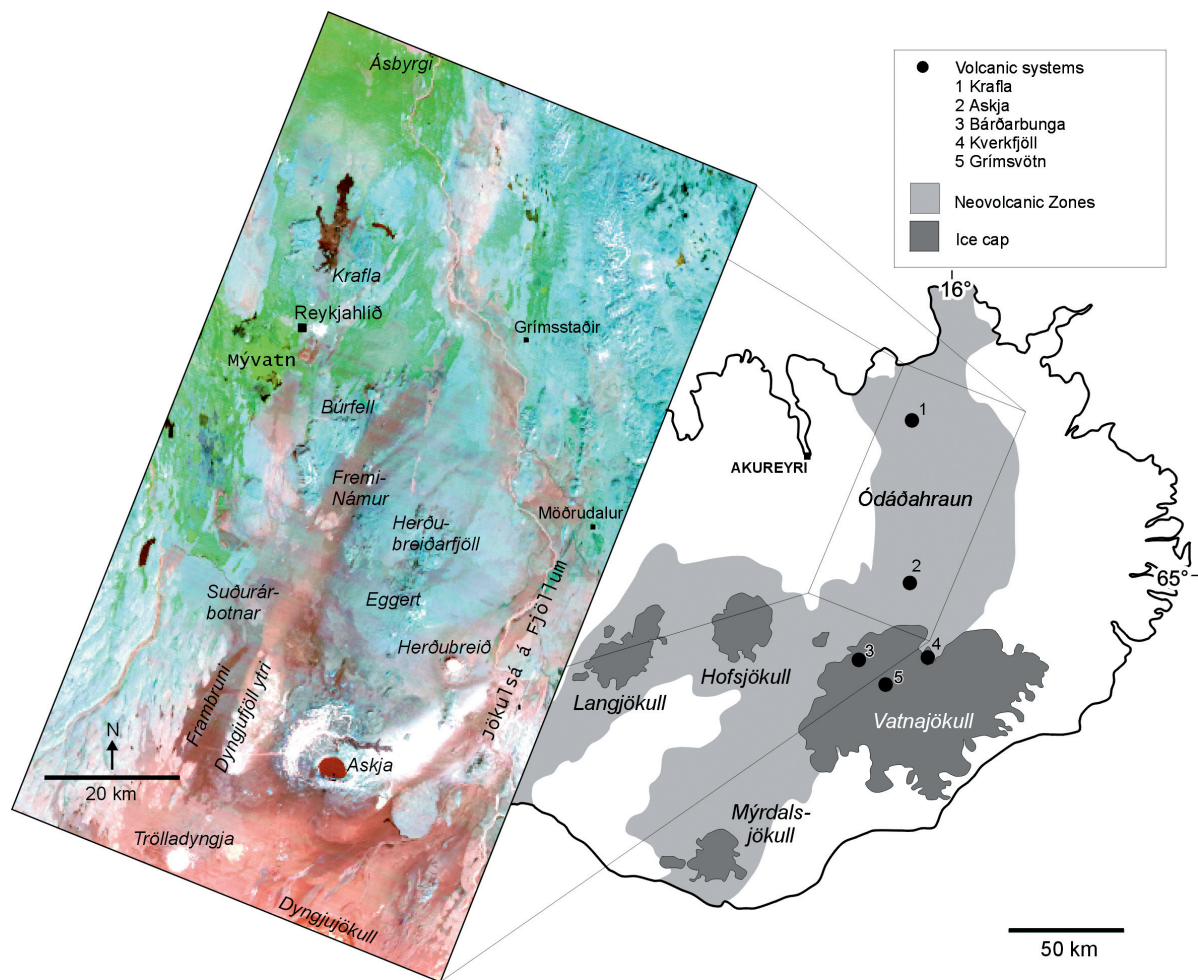 Ásbyrgi
Krafla
Reykjahlíð
Grímsstaðir
Mývatn
Búrfell
Fremi-
Námur
Möðrudalur
Herðu-
breiðarfjöll
Suðurár-
botnar
Eggert
Herðubreið
Jökulsá á Fjöllum
Frambruni
Dyngjufjöll ytri
Askja
N
20 km
Trölladyngja
Dyngjujökull
Volcanic systems
1 Krafla
2 Askja
3 Bárðarbunga
4 Kverkfjöll
5 Grímsvötn
Neovolcanic Zones
Ice cap
16°
1
AKUREYRI
Ódáðahraun
2
65°
3
4
5
Hofsjökull
Langjökull
Vatnajökull
Mýrdals-
jökull
50 km